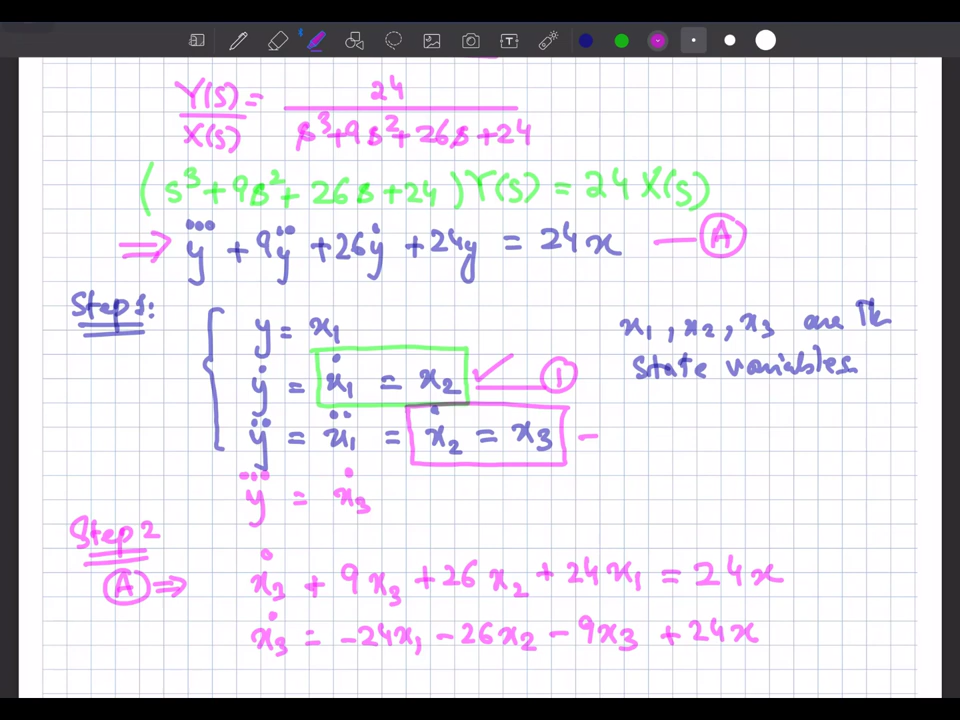 Y(s)/X(s) = 24/(s³+9s²+26s+24)
(s³+9s²+26s+24)Y(s) = 24X(s)
⇒ y⃛ + 9ÿ + 26ẏ + 24y = 24x — Ⓐ
Step 1:
y = x₁
x₁, x₂, x₃ are the
state variables.
ẏ = ẋ₁ = x₂ ✓ ①
ÿ = ẍ₁ = ẋ₂ = x₃ –
y⃛ = ẋ₃
Step 2
Ⓐ ⇒ ẋ₃ + 9x₃ + 26x₂ + 24x₁ = 24x
ẋ₃ = -24x₁ - 26x₂ - 9x₃ + 24x